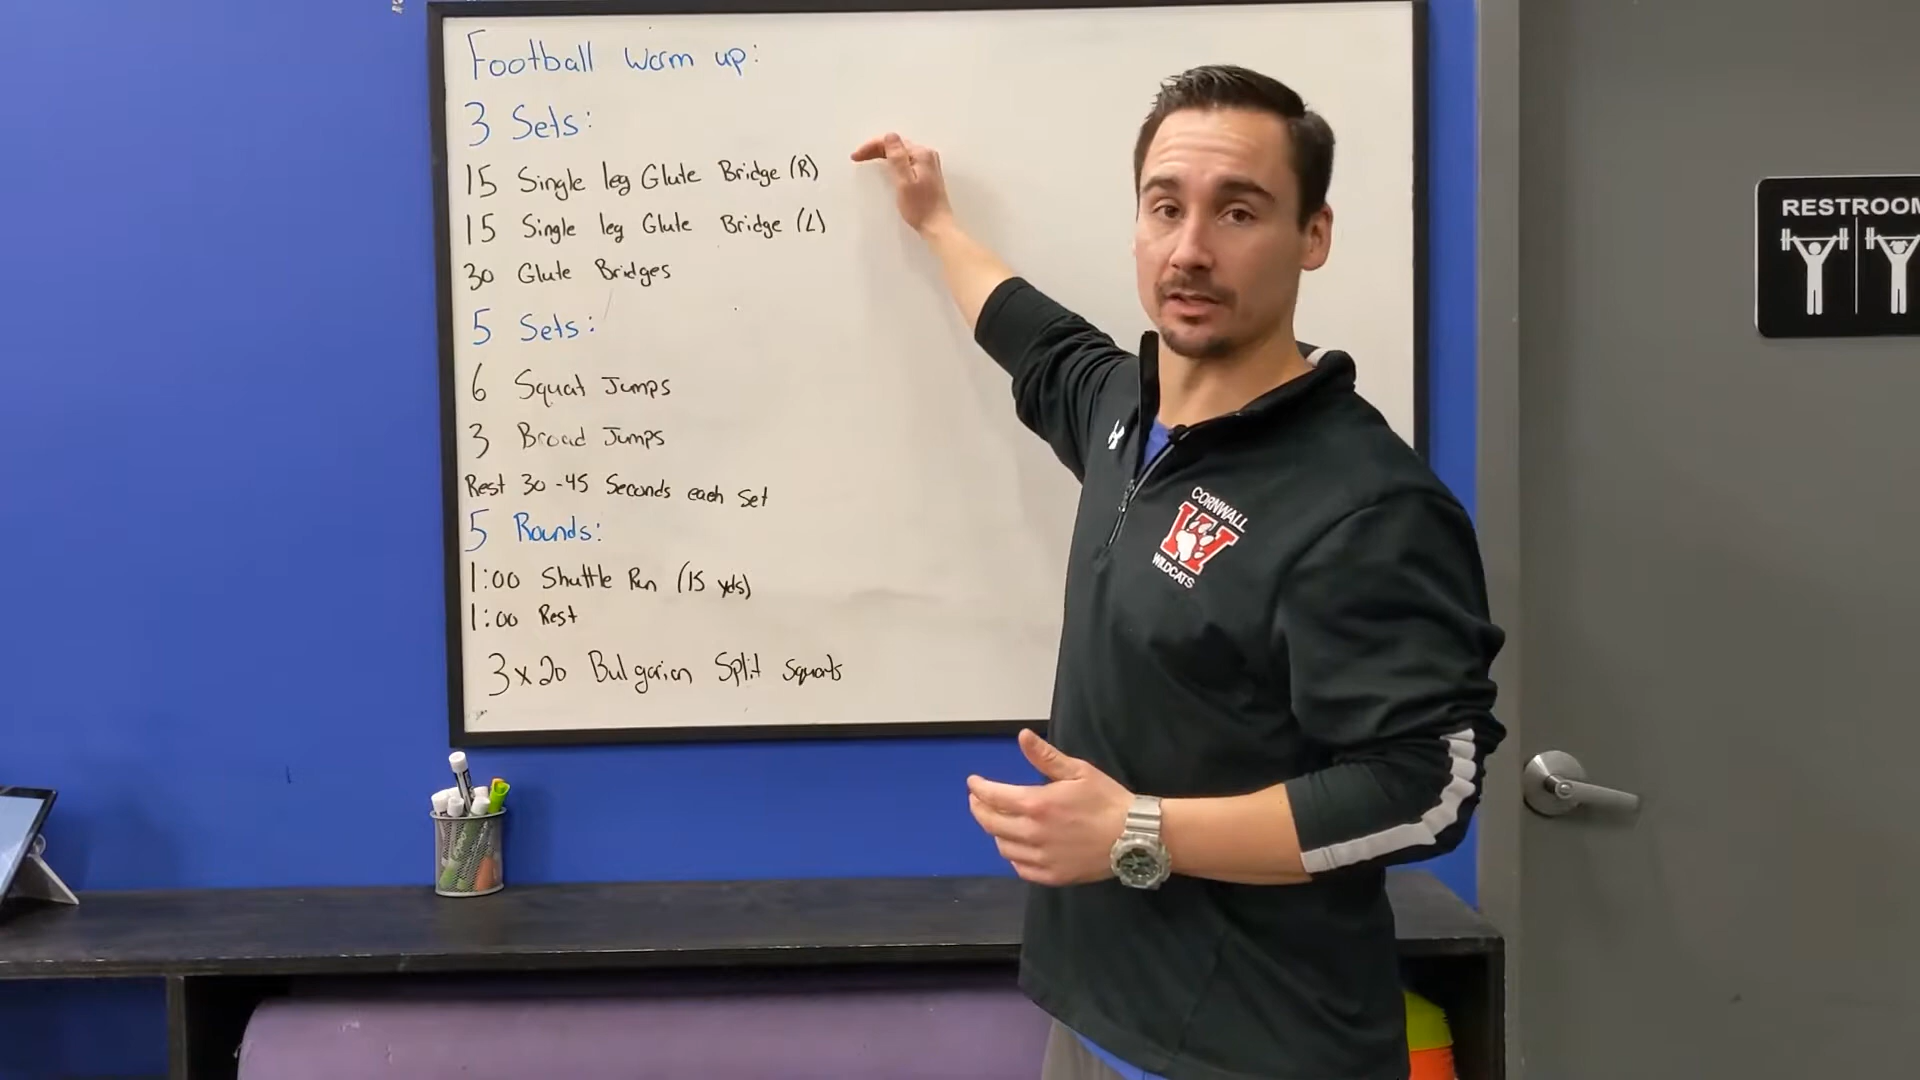 Football Warm up:
3 Sets:
15 Single leg Glute Bridge (R)
15 Single leg Glute Bridge (L)
30 Glute Bridges
5 Sets:
6 Squat Jumps
3 Broad Jumps
Rest 30-45 Seconds each Set
5 Rounds:
1:00 Shuttle Run (15 yds)
1:00 Rest
3x20 Bulgarian Split Squats
CORNWALL
W
WILDCATS
RESTROOM